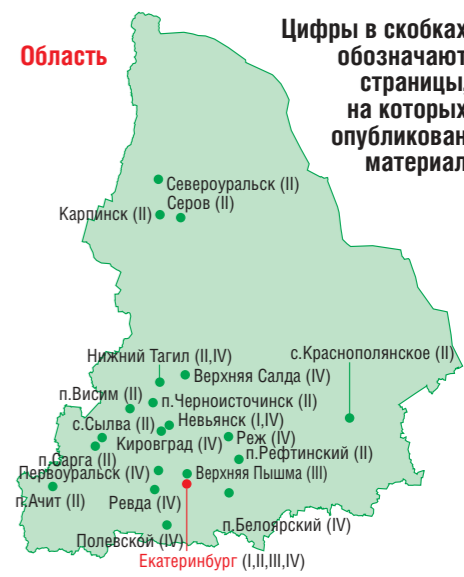 Область
Цифры в скобках
обозначают
страницы,
на которых
опубликован
материал
Североуральск (II)
Серов (II)
Карпинск (II)
Нижний Тагил (II,IV)
с.Краснополянское (II)
Верхняя Салда (IV)
п.Висим (II)
п.Черноисточинск (II)
с.Сылва (II)
Невьянск (I,IV)
Кировград (IV)
Реж (IV)
п.Сарга (II)
п.Рефтинский (II)
Первоуральск (IV)
Верхняя Пышма (III)
п.Ачит (II)
Ревда (IV)
п.Белоярский (IV)
Полевской (IV)
Екатеринбург (I,II,III,IV)